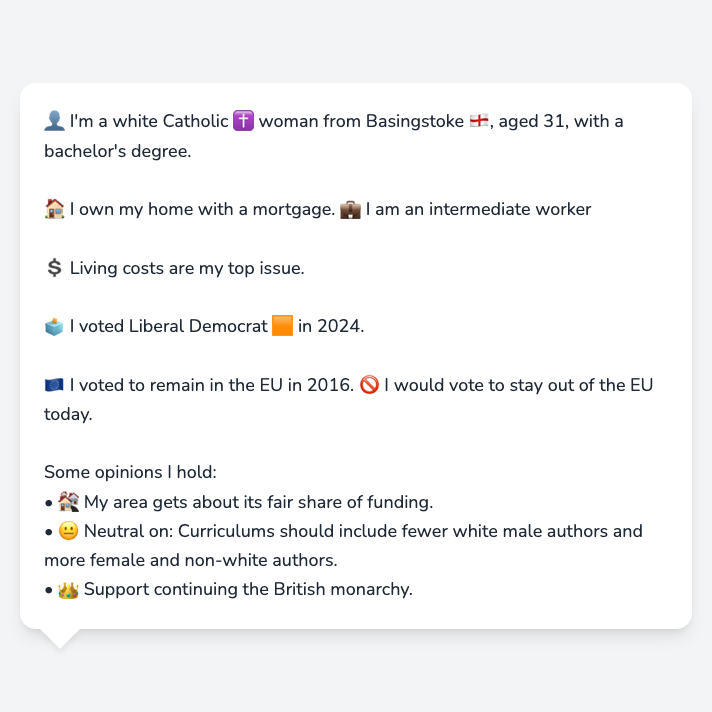 👤 I'm a white Catholic ✝️ woman from Basingstoke 🏴󠁧󠁢󠁥󠁮󠁧󠁿, aged 31, with a
bachelor's degree.
🏠 I own my home with a mortgage. 💼 I am an intermediate worker
💲 Living costs are my top issue.
🗳️ I voted Liberal Democrat 🟧 in 2024.
🇪🇺 I voted to remain in the EU in 2016. 🚫 I would vote to stay out of the EU
today.
Some opinions I hold:
• 🏘️ My area gets about its fair share of funding.
• 😐 Neutral on: Curriculums should include fewer white male authors and
more female and non-white authors.
• 👑 Support continuing the British monarchy.